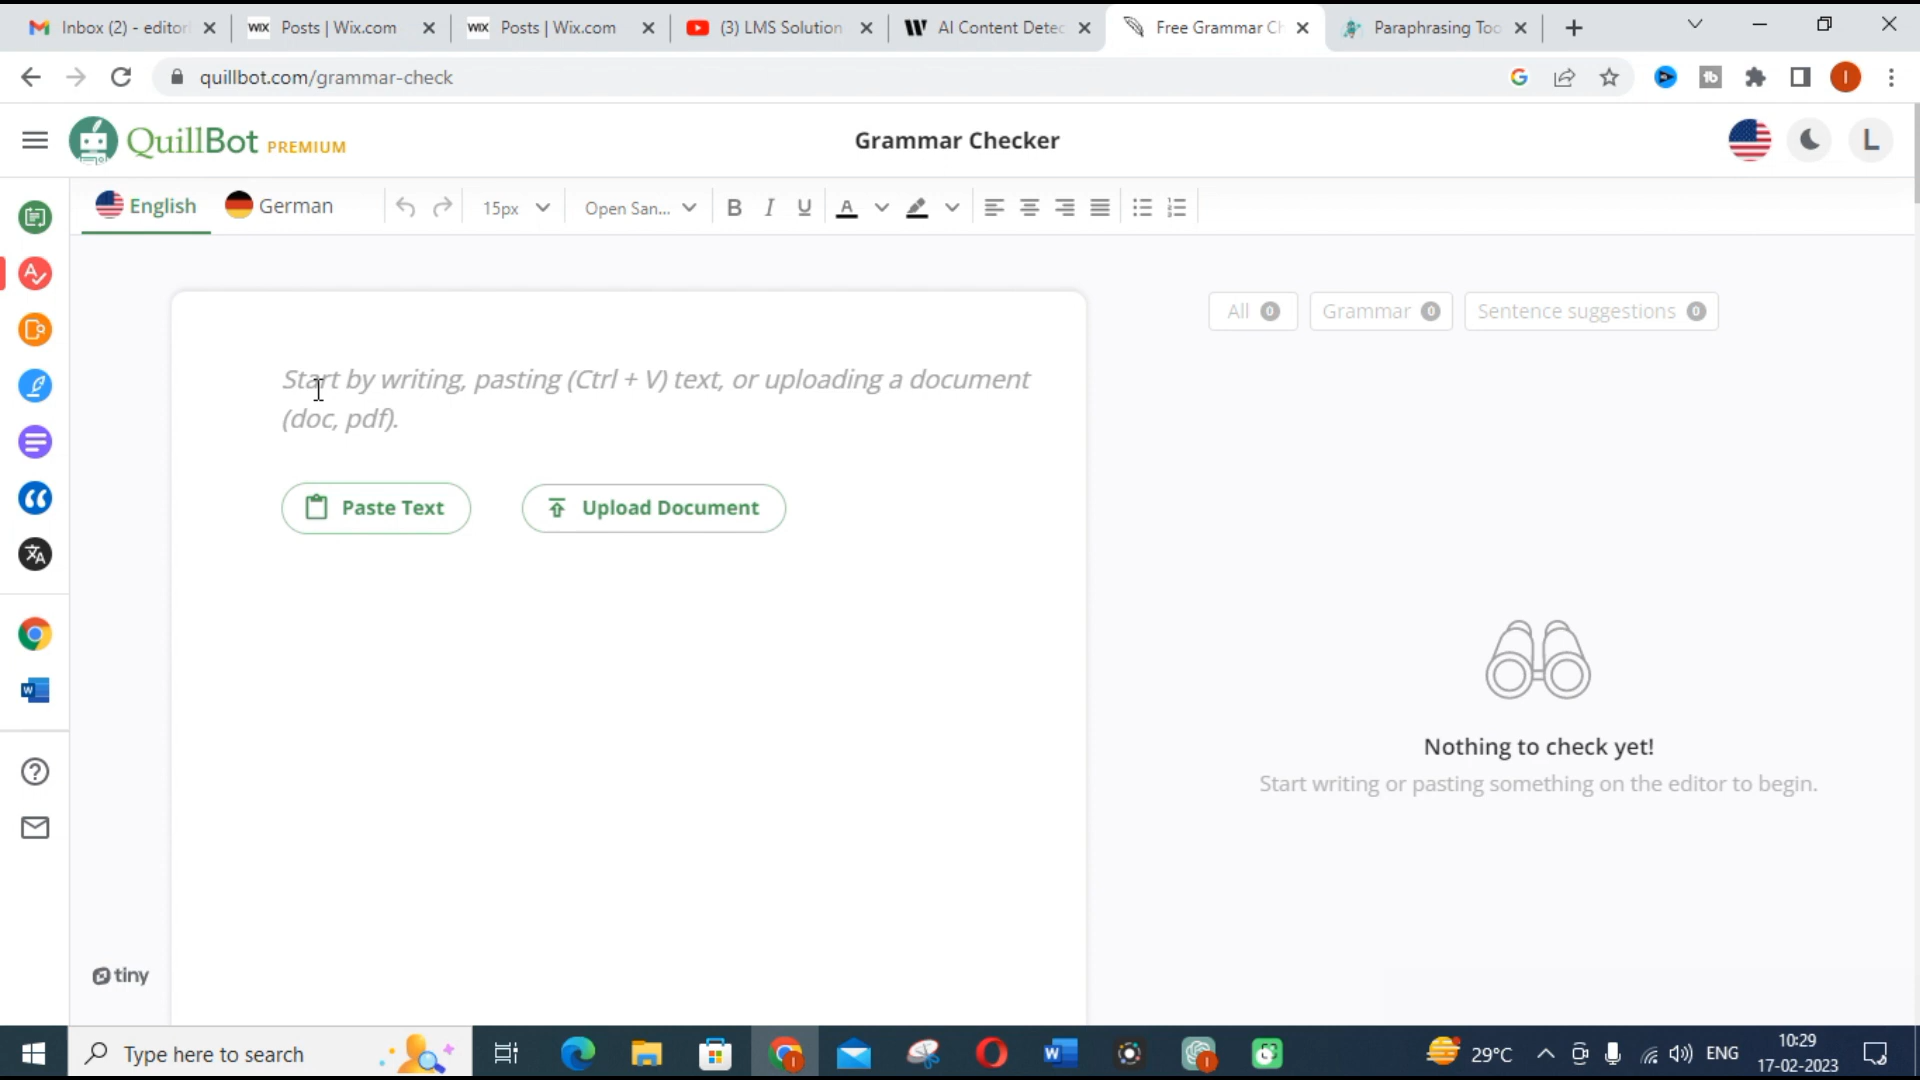 Inbox (2) - editor
WIX Posts | Wix.com
WIX Posts | Wix.com
(3) LMS Solution
W AI Content Detec
Free Grammar Ch
Paraphrasing Too
quillbot.com/grammar-check
G
tb
I
QuillBot PREMIUM
Grammar Checker
L
English
German
15px
Open San...
B I U A
All 0
Grammar 0
Sentence suggestions 0
Start by writing, pasting (Ctrl + V) text, or uploading a document
(doc, pdf).
Paste Text
Upload Document
Nothing to check yet!
Start writing or pasting something on the editor to begin.
tiny
Type here to search
29°C
ENG
10:29
17-02-2023